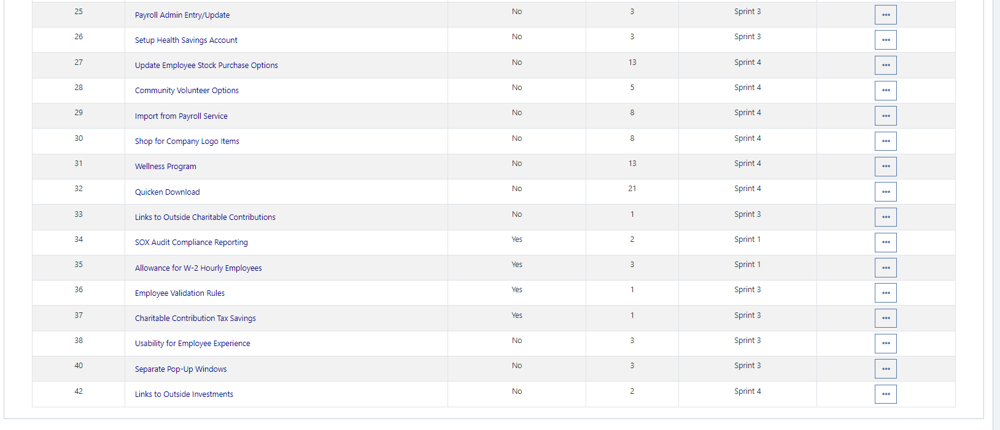 25 Payroll Admin Entry/Update No 3 Sprint 3 •••
26 Setup Health Savings Account No 3 Sprint 3 •••
27 Update Employee Stock Purchase Options No 13 Sprint 4 •••
28 Community Volunteer Options No 5 Sprint 4 •••
29 Import from Payroll Service No 8 Sprint 4 •••
30 Shop for Company Logo Items No 8 Sprint 4 •••
31 Wellness Program No 13 Sprint 4 •••
32 Quicken Download No 21 Sprint 4 •••
33 Links to Outside Charitable Contributions No 1 Sprint 3 •••
34 SOX Audit Compliance Reporting Yes 2 Sprint 1 •••
35 Allowance for W-2 Hourly Employees Yes 3 Sprint 1 •••
36 Employee Validation Rules Yes 1 Sprint 3 •••
37 Charitable Contribution Tax Savings Yes 1 Sprint 3 •••
38 Usability for Employee Experience No 3 Sprint 3 •••
40 Separate Pop-Up Windows No 3 Sprint 3 •••
42 Links to Outside Investments No 2 Sprint 4 •••